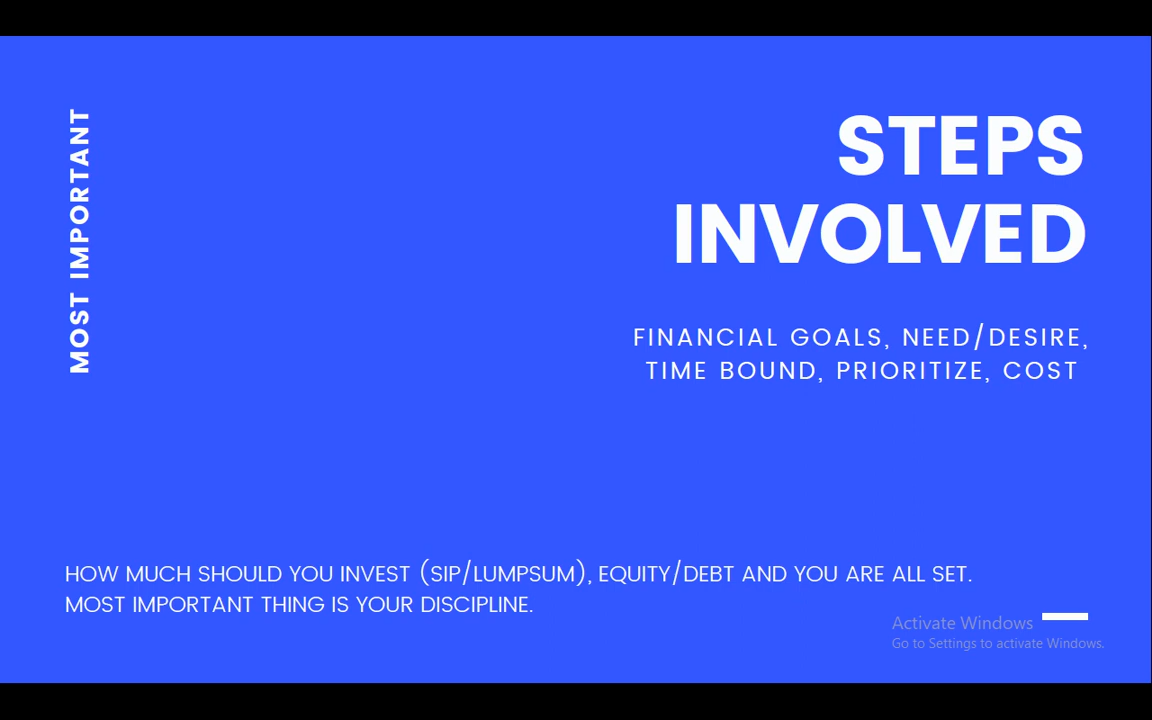 MOST IMPORTANT
STEPS
INVOLVED
FINANCIAL GOALS, NEED/DESIRE,
TIME BOUND, PRIORITIZE, COST
HOW MUCH SHOULD YOU INVEST (SIP/LUMPSUM), EQUITY/DEBT AND YOU ARE ALL SET.
MOST IMPORTANT THING IS YOUR DISCIPLINE.
Activate Windows
Go to Settings to activate Windows.